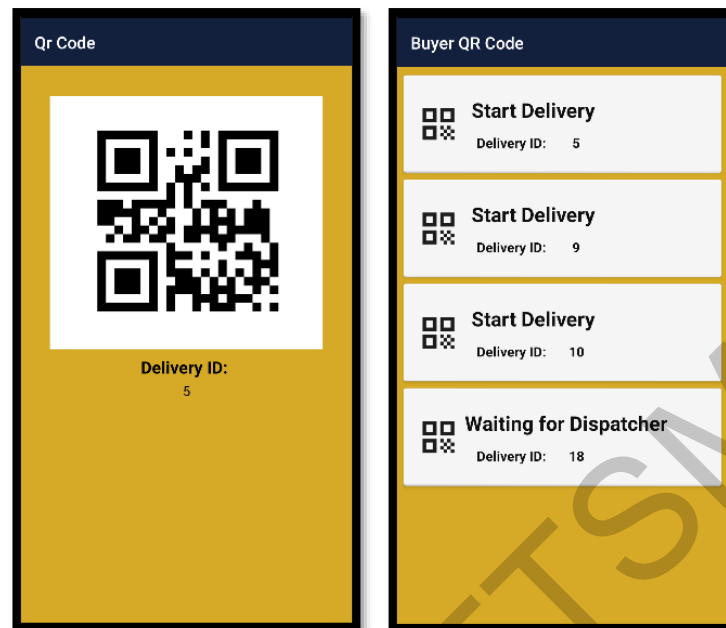 Qr Code
Delivery ID:
5
Buyer QR Code
Start Delivery
Delivery ID: 5
Start Delivery
Delivery ID: 9
Start Delivery
Delivery ID: 10
Waiting for Dispatcher
Delivery ID: 18